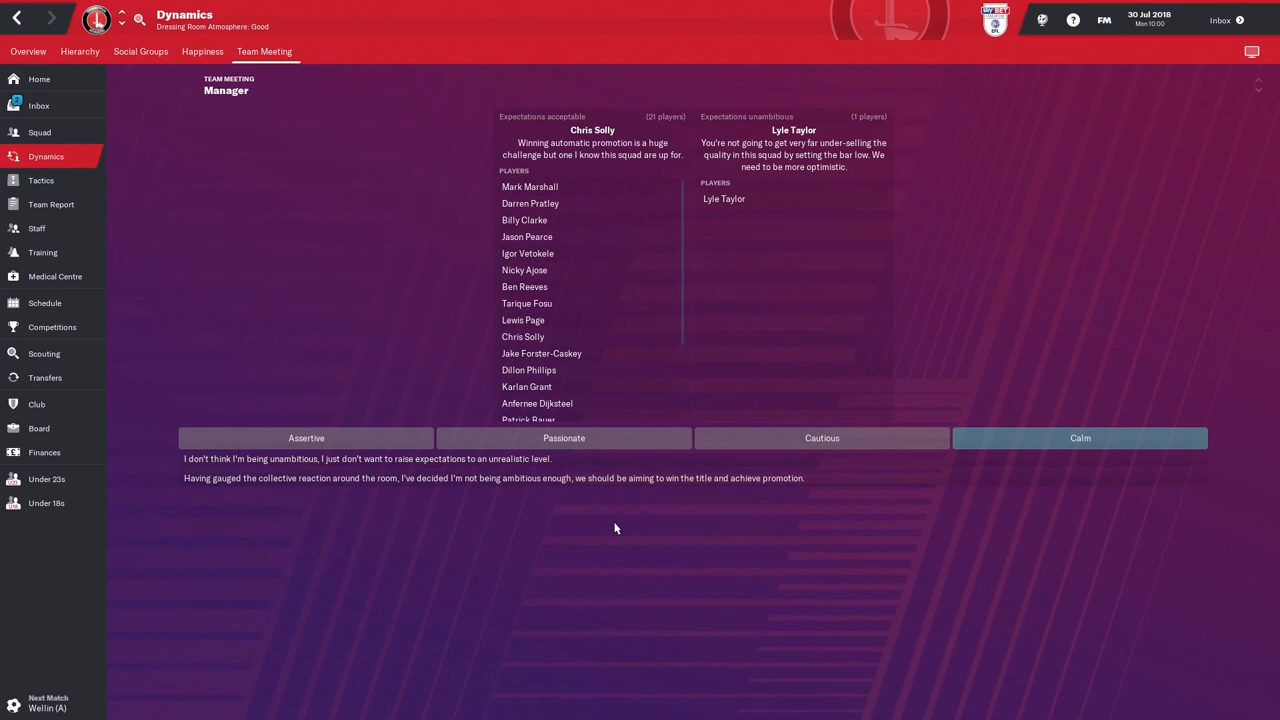 Dynamics
Dressing Room Atmosphere: Good
SKY BET
EFL
FM
30 Jul 2018
Mon 10:00
Inbox
Overview
Hierarchy
Social Groups
Happiness
Team Meeting
Home
2
Inbox
Squad
Dynamics
Tactics
Team Report
Staff
Training
Medical Centre
Schedule
Competitions
Scouting
Transfers
Club
Board
Finances
Under 23s
U18
Under 18s
Next Match
Wellin (A)
TEAM MEETING
Manager
Expectations acceptable (21 players)
Chris Solly
Winning automatic promotion is a huge
challenge but one I know this squad are up for.
PLAYERS
Mark Marshall
Darren Pratley
Billy Clarke
Jason Pearce
Igor Vetokele
Nicky Ajose
Ben Reeves
Tarique Fosu
Lewis Page
Chris Solly
Jake Forster-Caskey
Dillon Phillips
Karlan Grant
Anfernee Dijksteel
Patrick Bauer
Expectations unambitious (1 players)
Lyle Taylor
You're not going to get very far under-selling the
quality in this squad by setting the bar low. We
need to be more optimistic.
PLAYERS
Lyle Taylor
Assertive
Passionate
Cautious
Calm
I don't think I'm being unambitious, I just don't want to raise expectations to an unrealistic level.
Having gauged the collective reaction around the room, I've decided I'm not being ambitious enough, we should be aiming to win the title and achieve promotion.